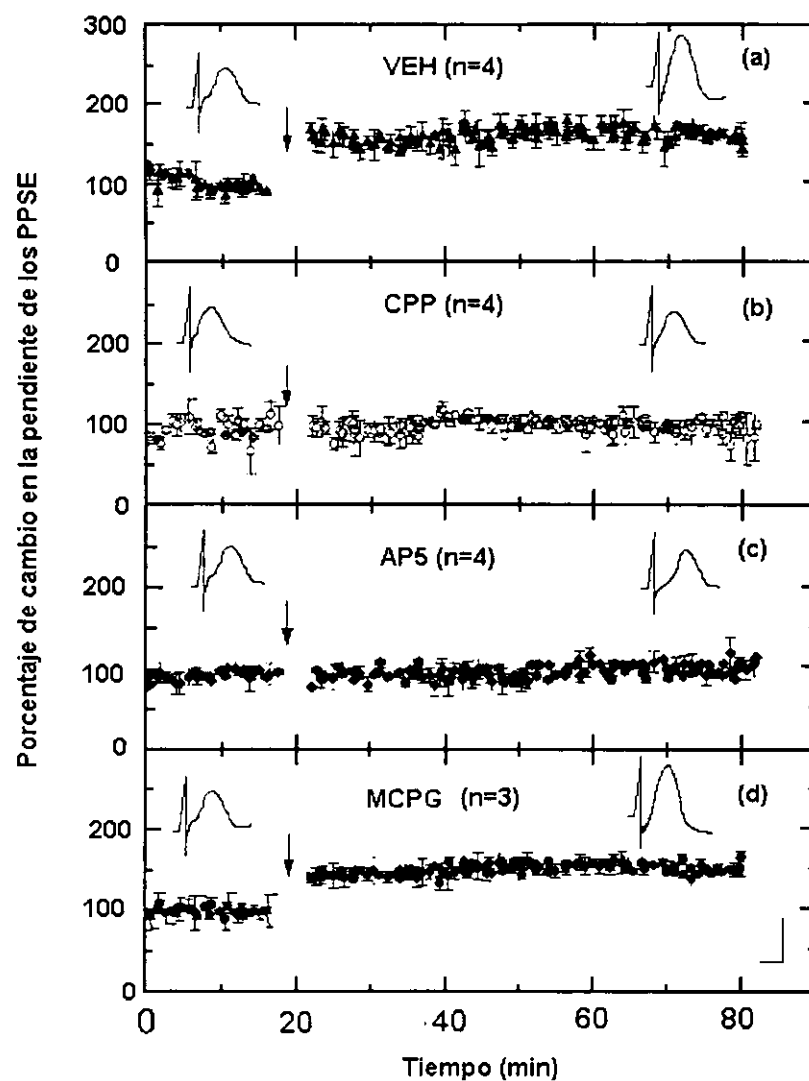 Porcentaje de cambio en la pendiente de los PPSE
300
VEH (n=4)
(a)
200
100
0
CPP (n=4)
(b)
200
100
0
AP5 (n=4)
(c)
200
100
0
MCPG (n=3)
(d)
200
100
0
0 20 40 60 80
Tiempo (min)